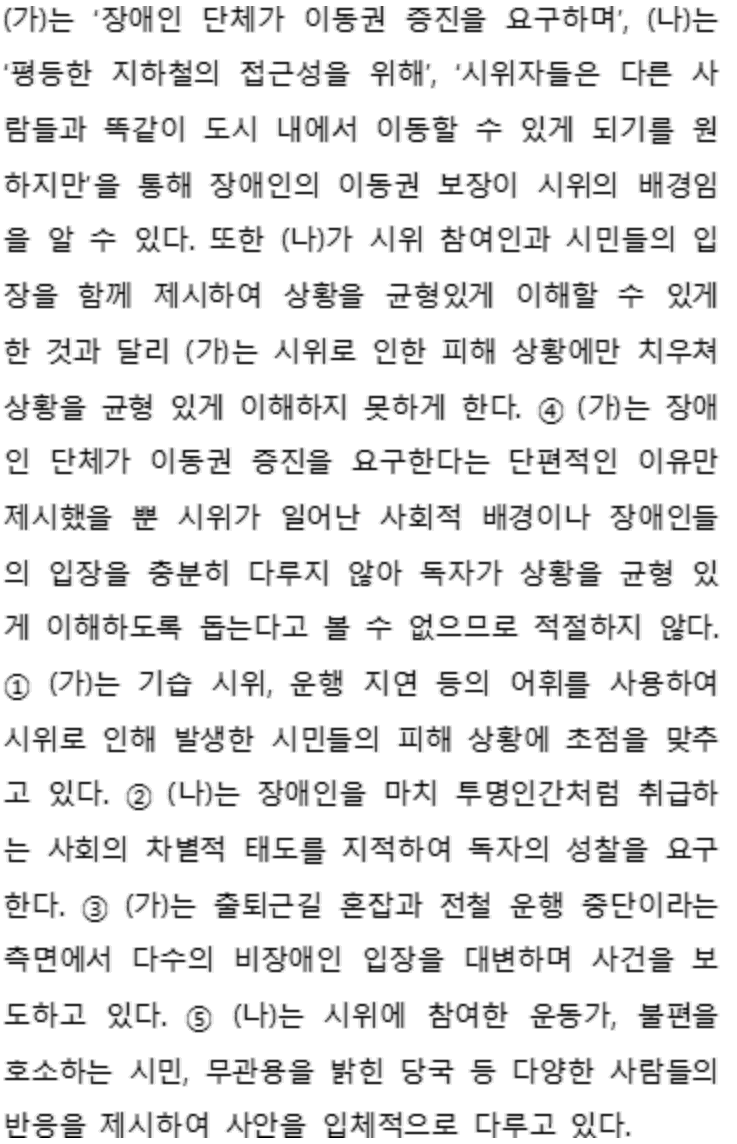 (가)는 ‘장애인 단체가 이동권 증진을 요구하며’, (나)는
‘평등한 지하철의 접근성을 위해’, ‘시위자들은 다른 사
람들과 똑같이 도시 내에서 이동할 수 있게 되기를 원
하지만’을 통해 장애인의 이동권 보장이 시위의 배경임
을 알 수 있다. 또한 (나)가 시위 참여인과 시민들의 입
장을 함께 제시하여 상황을 균형있게 이해할 수 있게
한 것과 달리 (가)는 시위로 인한 피해 상황에만 치우쳐
상황을 균형 있게 이해하지 못하게 한다. ④ (가)는 장애
인 단체가 이동권 증진을 요구한다는 단편적인 이유만
제시했을 뿐 시위가 일어난 사회적 배경이나 장애인들
의 입장을 충분히 다루지 않아 독자가 상황을 균형 있
게 이해하도록 돕는다고 볼 수 없으므로 적절하지 않다.
① (가)는 기습 시위, 운행 지연 등의 어휘를 사용하여
시위로 인해 발생한 시민들의 피해 상황에 초점을 맞추
고 있다. ② (나)는 장애인을 마치 투명인간처럼 취급하
는 사회의 차별적 태도를 지적하여 독자의 성찰을 요구
한다. ③ (가)는 출퇴근길 혼잡과 전철 운행 중단이라는
측면에서 다수의 비장애인 입장을 대변하며 사건을 보
도하고 있다. ⑤ (나)는 시위에 참여한 운동가, 불편을
호소하는 시민, 무관용을 밝힌 당국 등 다양한 사람들의
반응을 제시하여 사안을 입체적으로 다루고 있다.